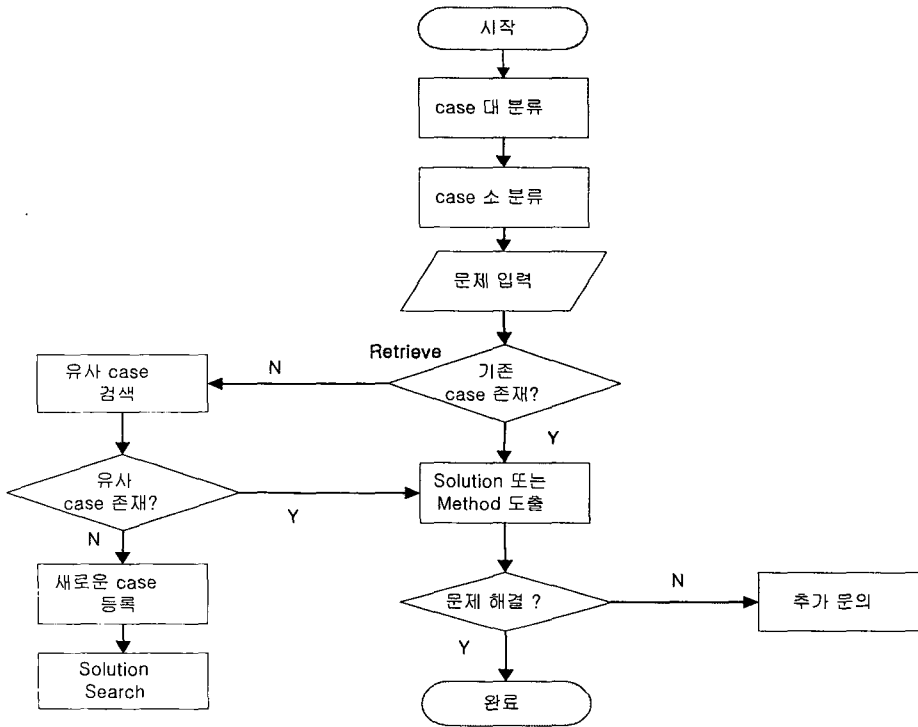 시작
case 대 분류
case 소 분류
문제 입력
Retrieve
기존
case 존재?
N
Y
유사 case
검색
유사
case 존재?
Y
N
Solution 또는
Method 도출
새로운 case
등록
문제 해결 ?
N
추가 문의
Y
Solution
Search
완료